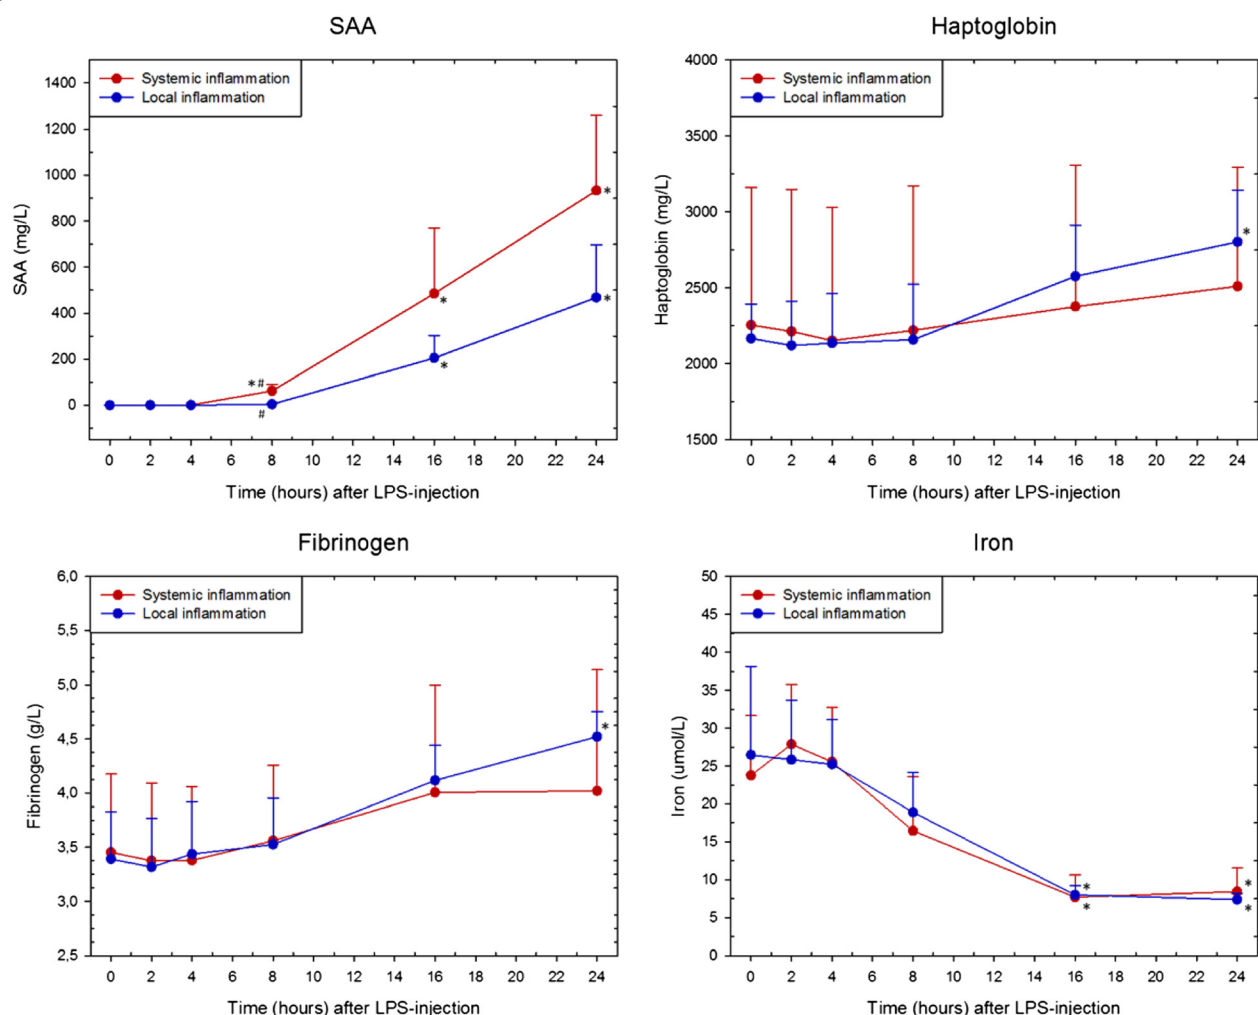 SAA
1400
1200
1000
800
600
400
200
0
SAA (mg/L)
Systemic inflammation
Local inflammation
*
*
*
*
* #
#
0 2 4 6 8 10 12 14 16 18 20 22 24
Time (hours) after LPS-injection
Haptoglobin
4000
3500
3000
2500
2000
1500
Haptoglobin (mg/L)
Systemic inflammation
Local inflammation
*
0 2 4 6 8 10 12 14 16 18 20 22 24
Time (hours) after LPS-injection
Fibrinogen
6,0
5,5
5,0
4,5
4,0
3,5
3,0
2,5
Fibrinogen (g/L)
Systemic inflammation
Local inflammation
*
0 2 4 6 8 10 12 14 16 18 20 22 24
Time (hours) after LPS-injection
Iron
50
45
40
35
30
25
20
15
10
5
0
Iron (umol/L)
Systemic inflammation
Local inflammation
*
*
*
*
0 2 4 6 8 10 12 14 16 18 20 22 24
Time (hours) after LPS-injection